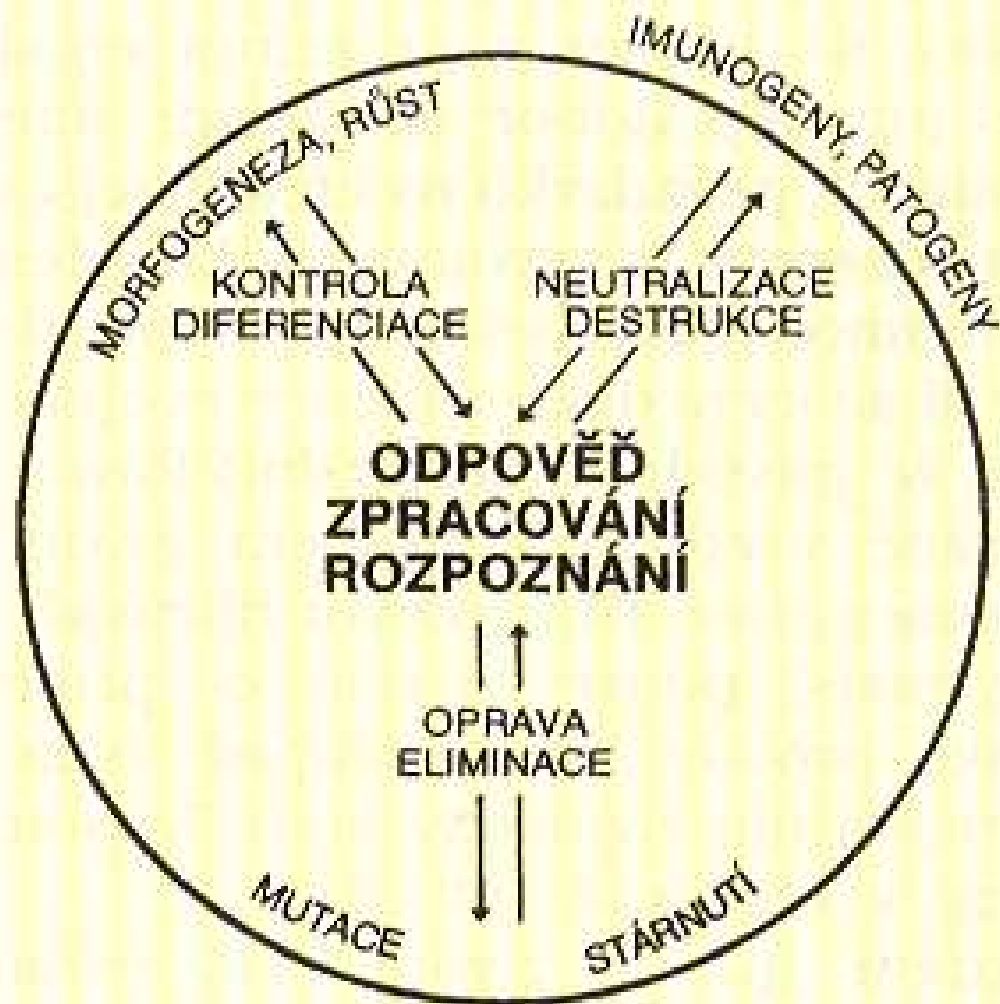 IMUNOGENY, PATOGENY
MORFOGENEZA, RŮST
KONTROLA
DIFERENCIACE
NEUTRALIZACE
DESTRUKCE
ODPOVĚĎ
ZPRACOVÁNÍ
ROZPOZNÁNÍ
OPRAVA
ELIMINACE
MUTACE
STÁRNUTÍ